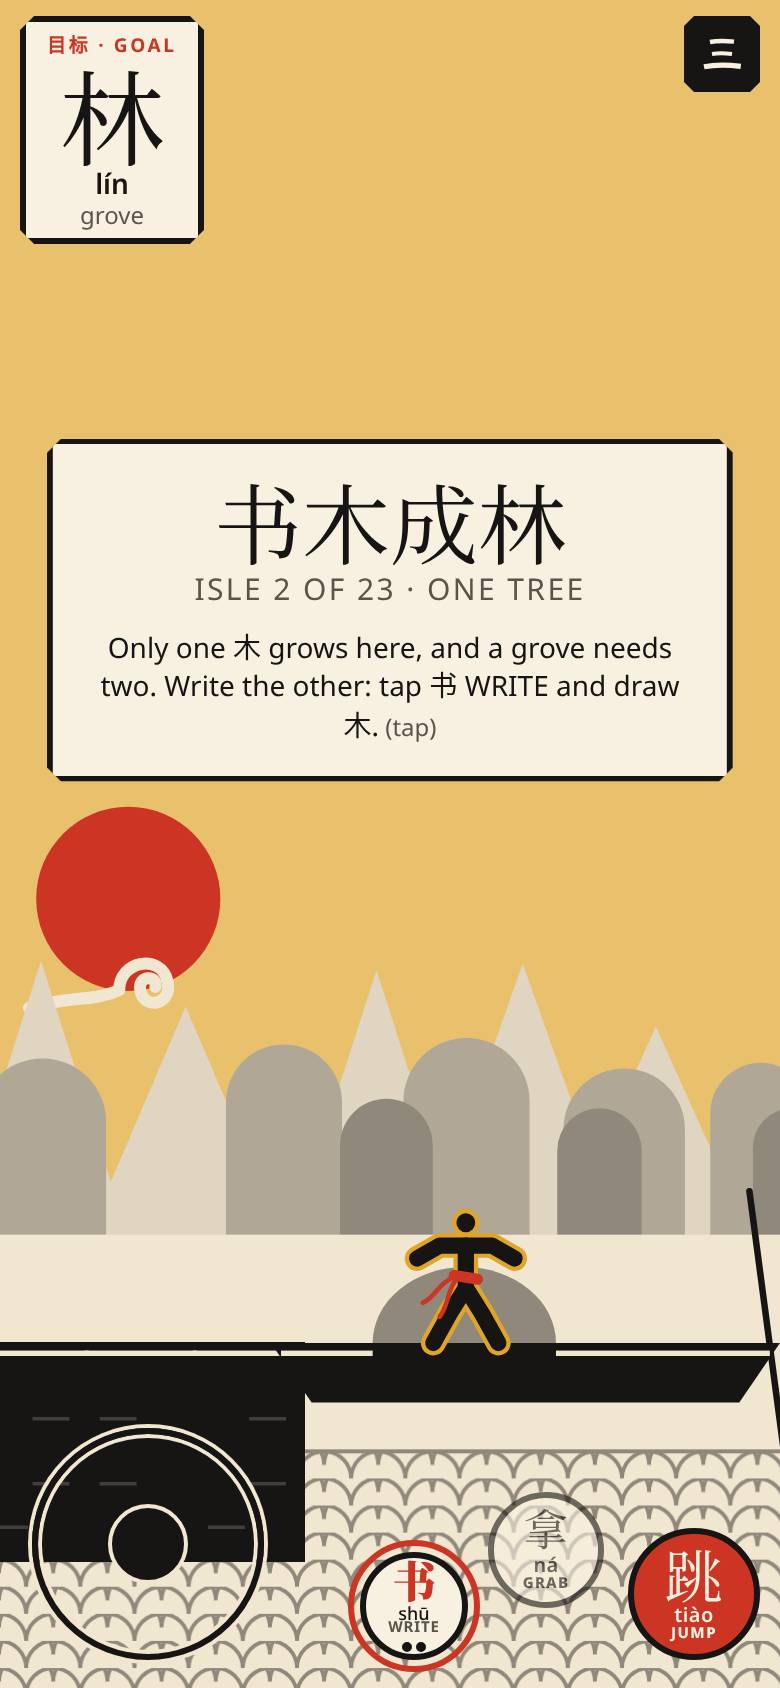 目标 · GOAL
林
lín
grove
三
书木成林
ISLE 2 OF 23 · ONE TREE
Only one 木 grows here, and a grove needs
two. Write the other: tap 书 WRITE and draw
木. (tap)
拿
ná
GRAB
书
shū
WRITE
跳
tiào
JUMP